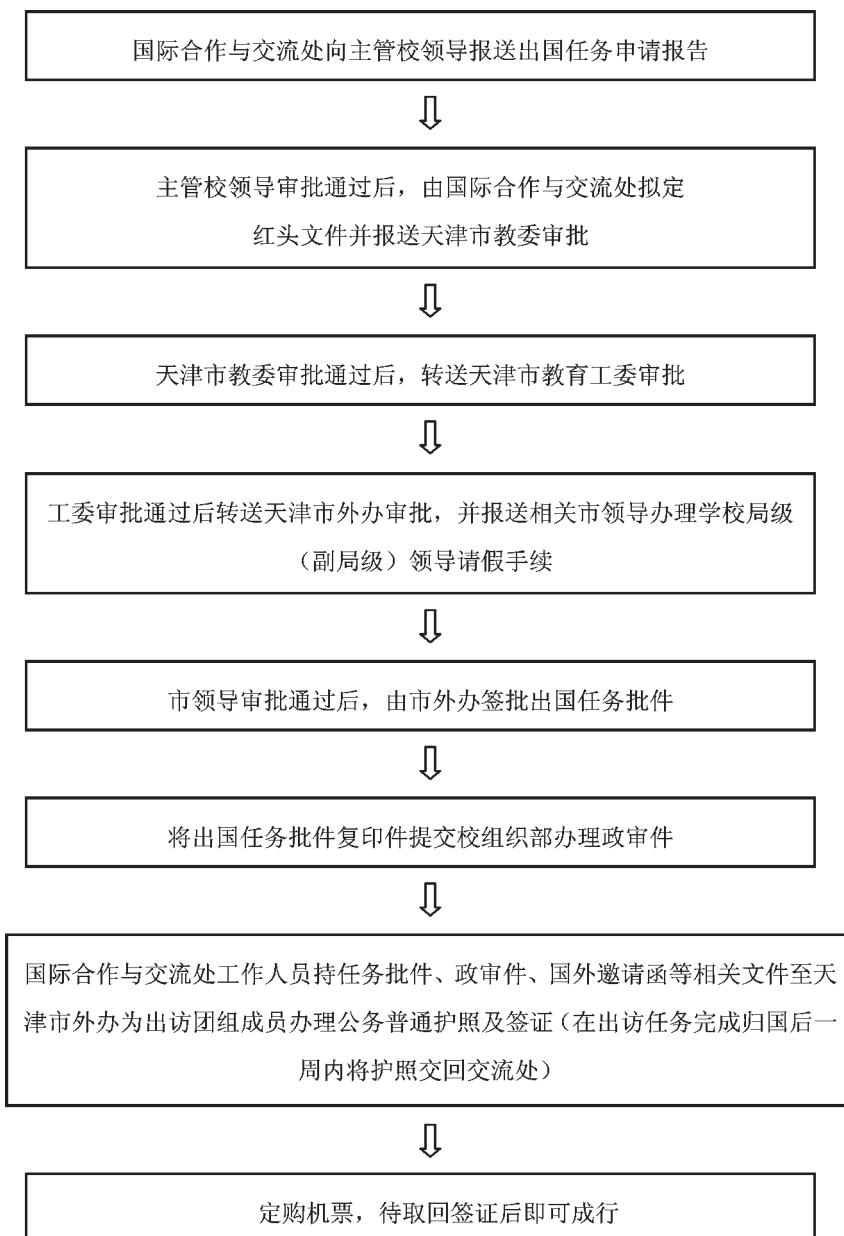 国际合作与交流处向主管校领导报送出国任务申请报告
主管校领导审批通过后，由国际合作与交流处拟定
红头文件并报送天津市教委审批
天津市教委审批通过后，转送天津市教育工委审批
工委审批通过后转送天津市外办审批，并报送相关市领导办理学校局级
（副局级）领导请假手续
市领导审批通过后，由市外办签批出国任务批件
将出国任务批件复印件提交校组织部办理政审件
国际合作与交流处工作人员持任务批件、政审件、国外邀请函等相关文件至天
津市外办为出访团组成员办理公务普通护照及签证（在出访任务完成归国后一
周内将护照交回交流处）
定购机票，待取回签证后即可成行